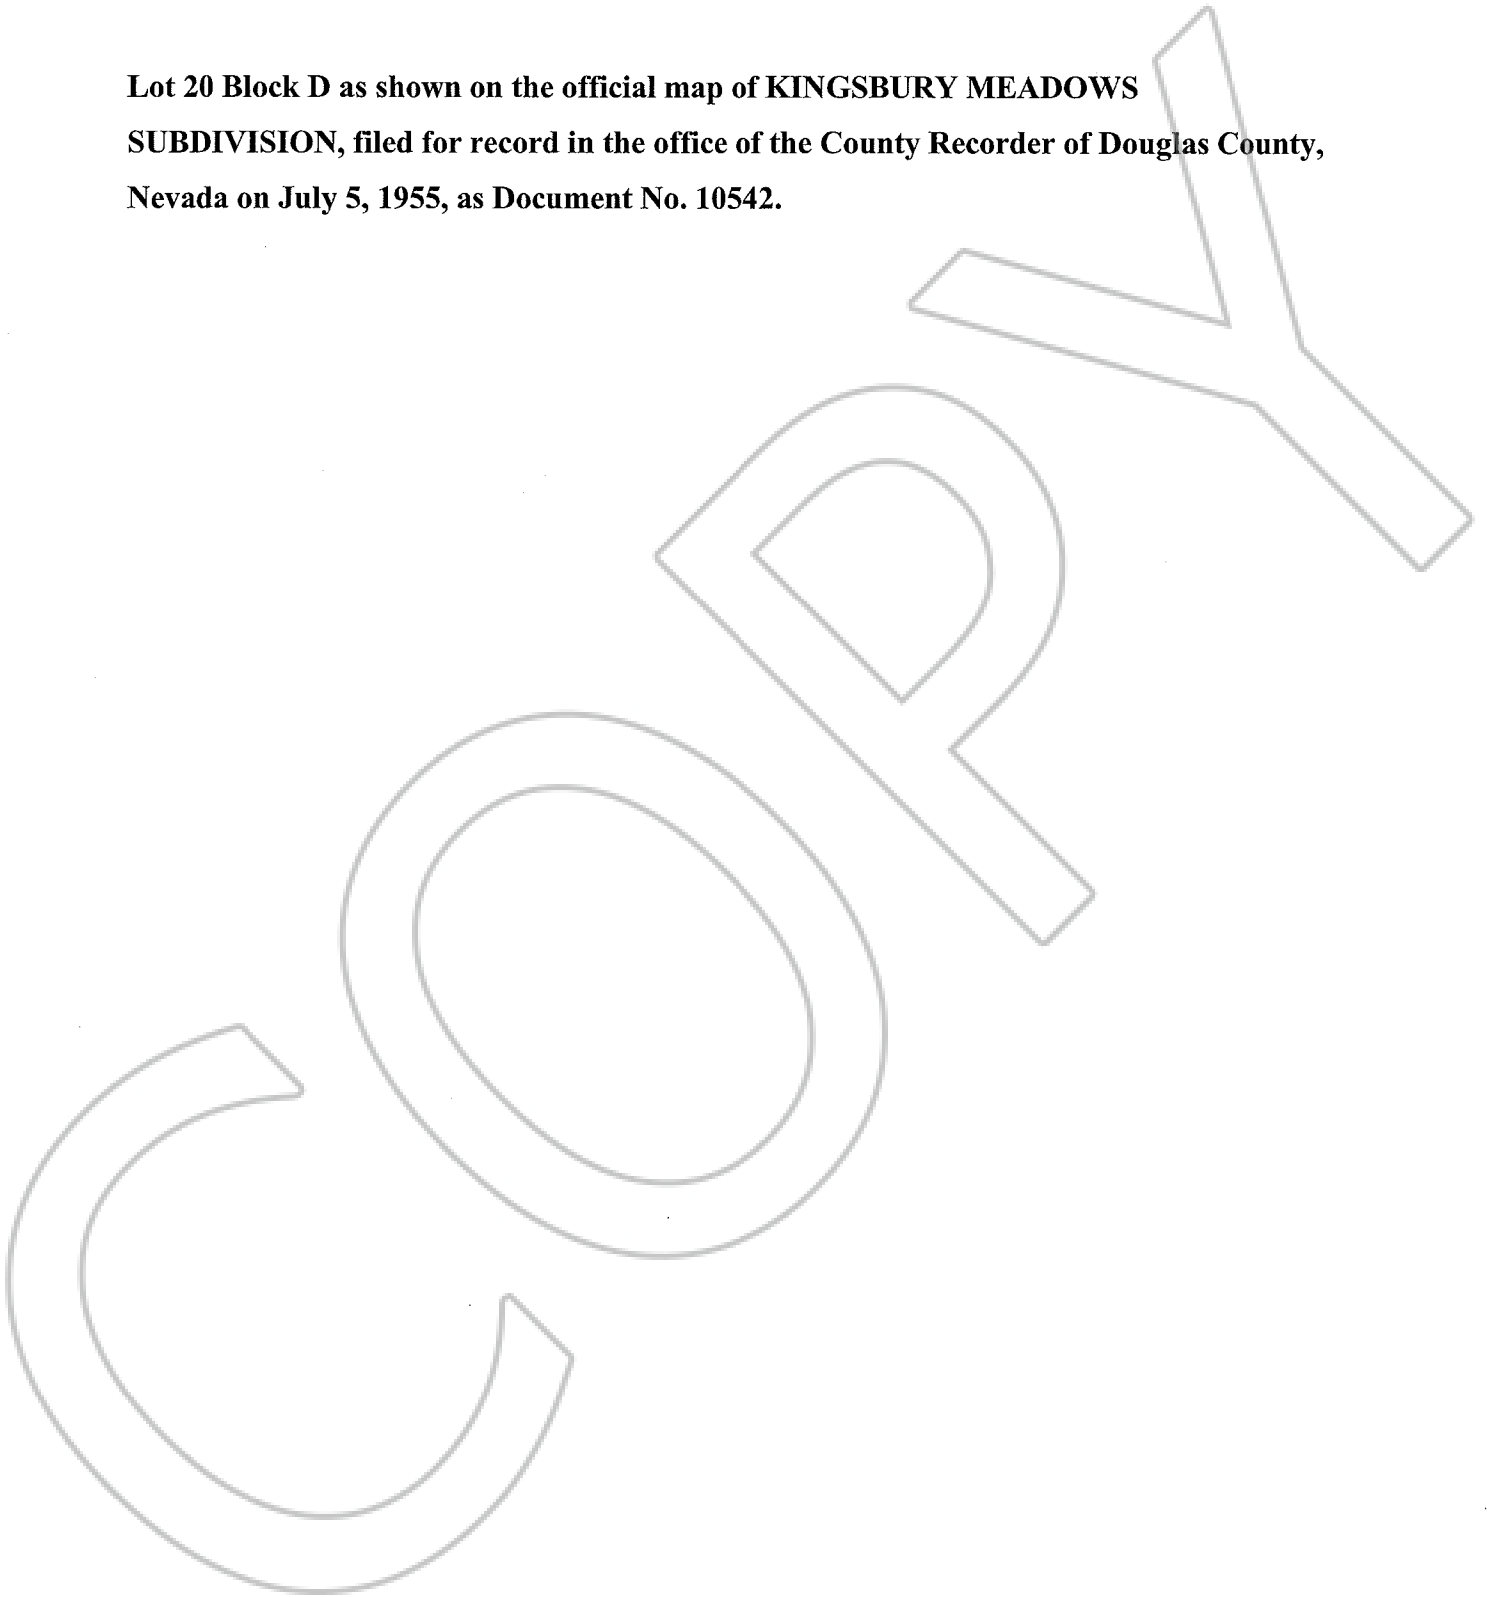 Lot 20 Block D as shown on the official map of KINGSBURY MEADOWS
SUBDIVISION, filed for record in the office of the County Recorder of Douglas County,
Nevada on July 5, 1955, as Document No. 10542.
COPY